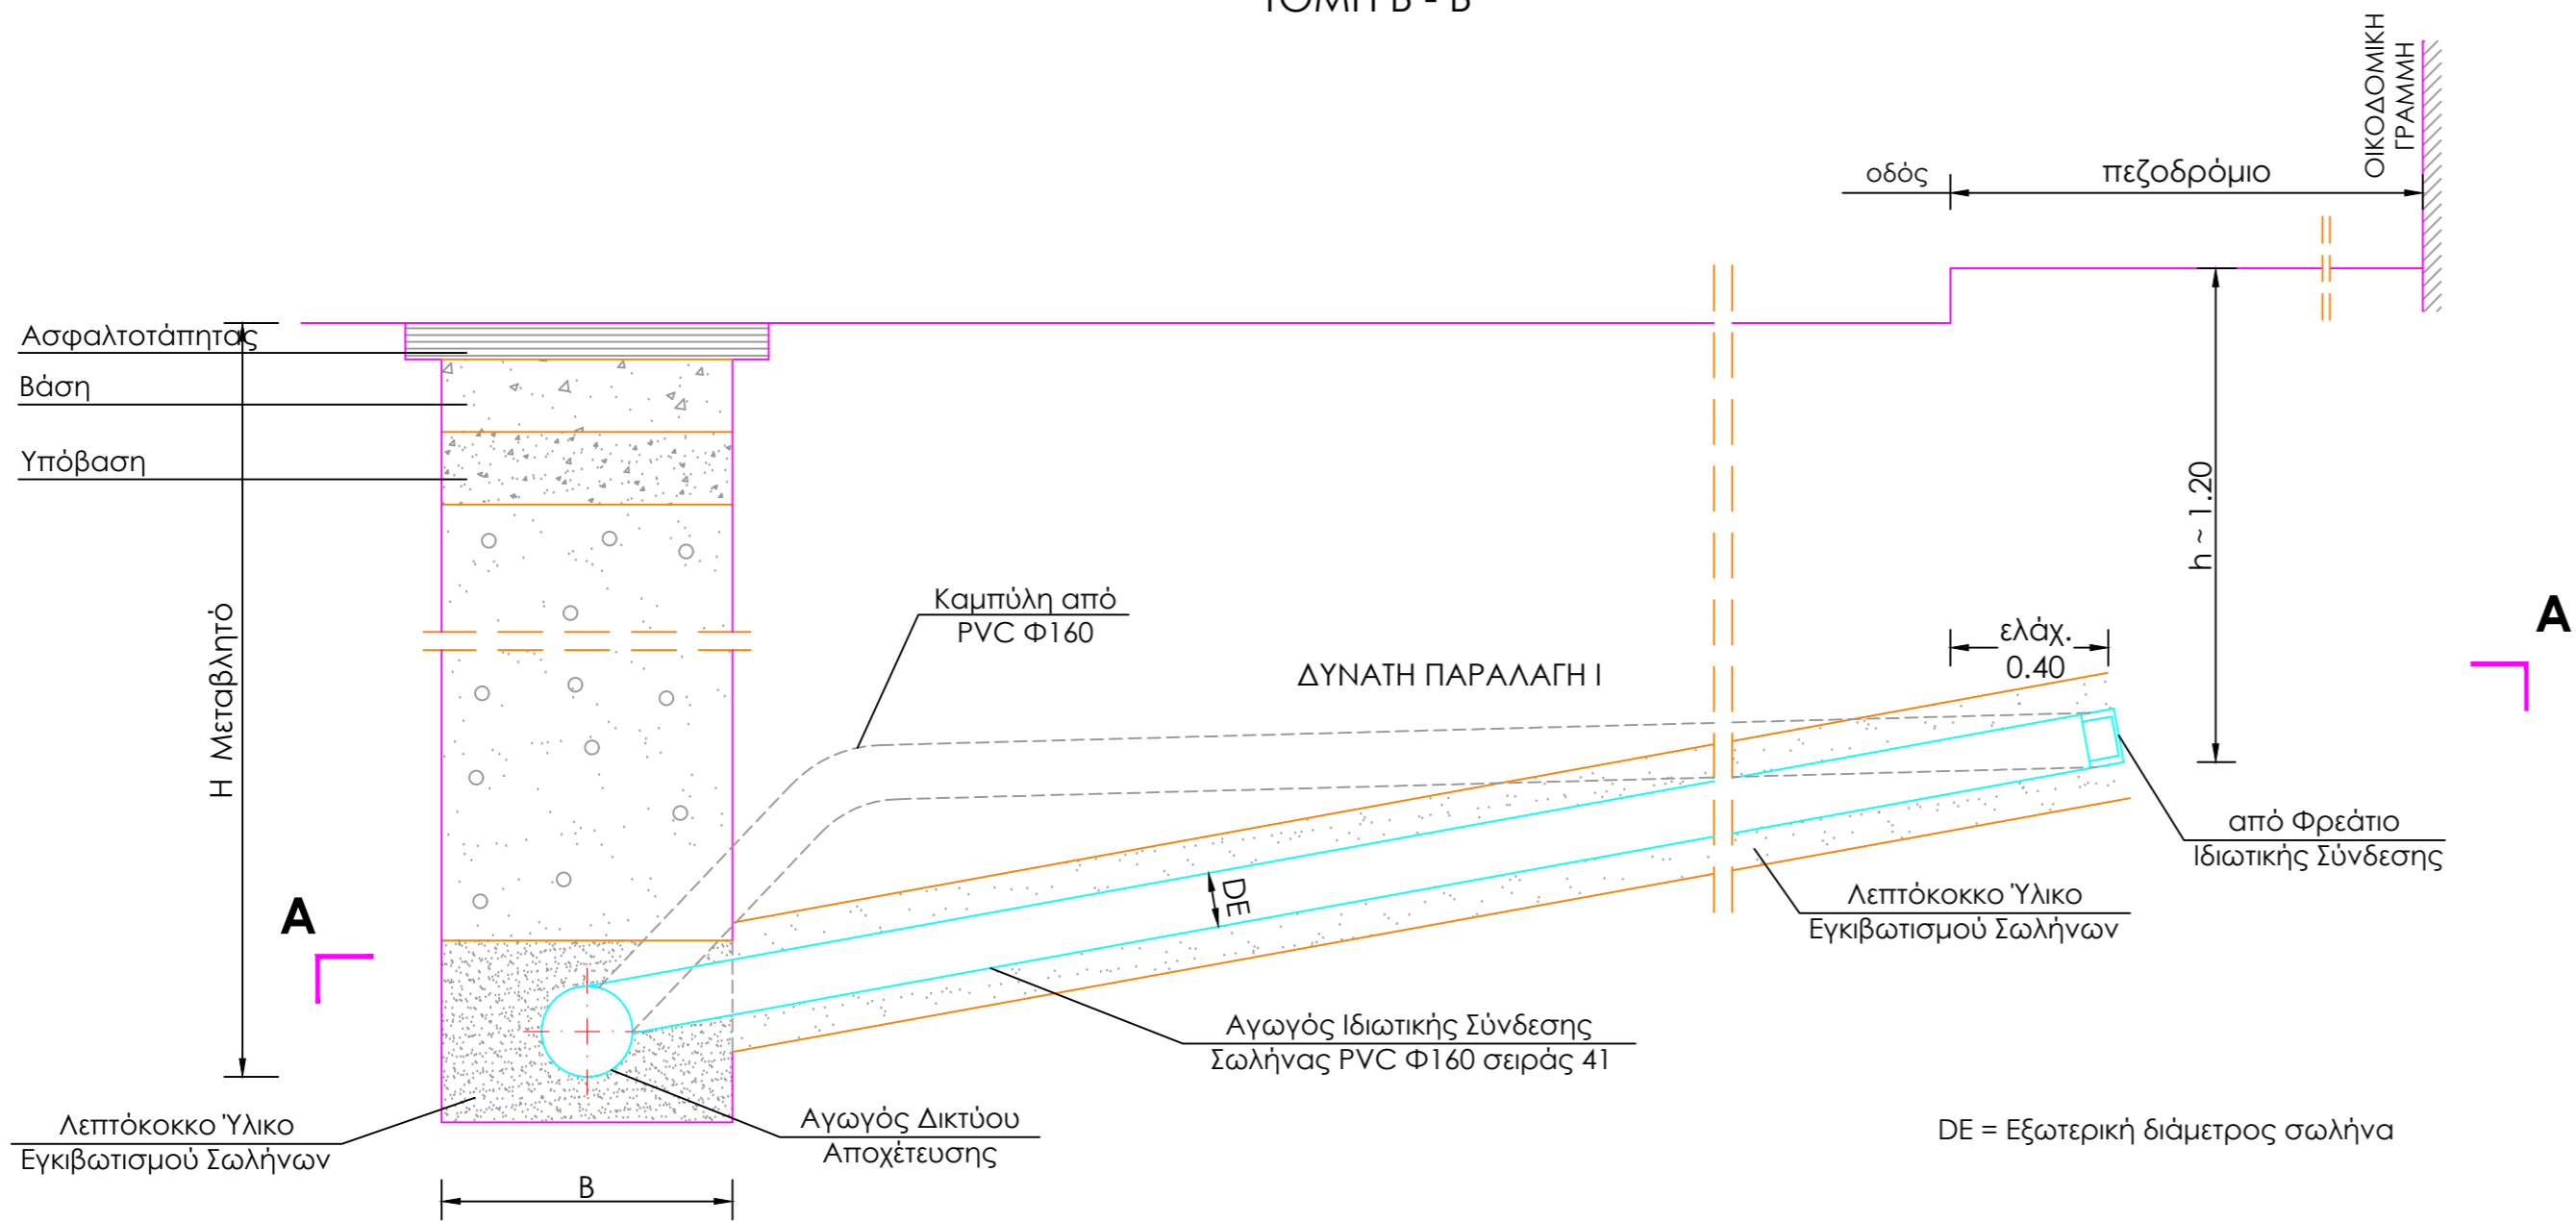 ΤΟΜΗ Β - Β
ΟΙΚΟΔΟΜΙΚΗ
ΓΡΑΜΜΗ
οδός
πεζοδρόμιο
Ασφαλτοτάπητας
Βάση
Υπόβαση
h ~ 1.20
Καμπύλη από
PVC Φ160
Η Μεταβλητό
ΔΥΝΑΤΗ ΠΑΡΑΛΑΓΗ Ι
ελάχ.
0.40
A
από Φρεάτιο
Ιδιωτικής Σύνδεσης
DE
Λεπτόκοκκο Ύλικο
Εγκιβωτισμού Σωλήνων
A
Αγωγός Ιδιωτικής Σύνδεσης
Σωλήνας PVC Φ160 σειράς 41
Λεπτόκοκκο Ύλικο
Εγκιβωτισμού Σωλήνων
Αγωγός Δικτύου
Αποχέτευσης
DE = Εξωτερική διάμετρος σωλήνα
B